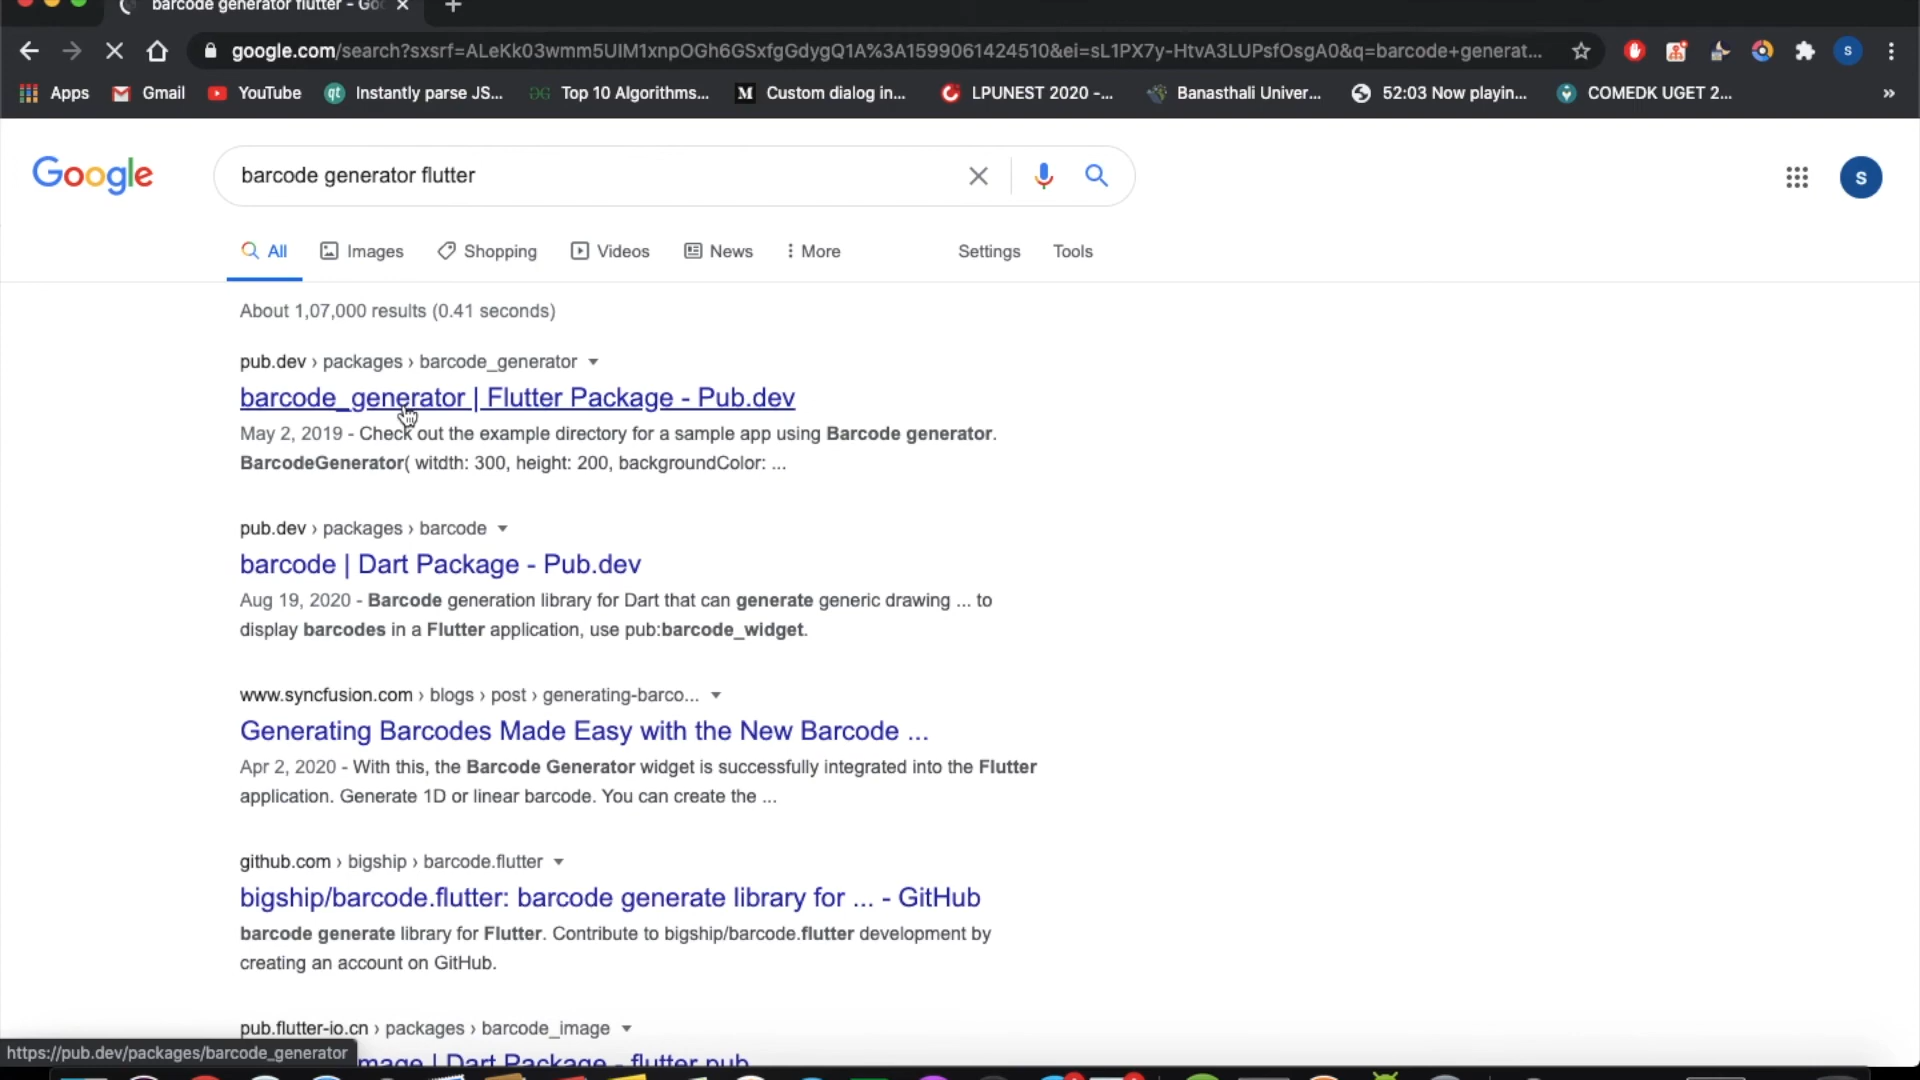 barcode generator flutter - Goo
google.com/search?sxsrf=ALeKk03wmm5UIM1xnpOGh6GSxfgGdygQ1A%3A1599061424510&ei=sL1PX7y-HtvA3LUPsfOsgA0&q=barcode+generat...
S
Apps
Gmail
YouTube
qt
Instantly parse JS...
Top 10 Algorithms...
M
Custom dialog in...
LPUNEST 2020 -...
Banasthali Univer...
52:03 Now playin...
COMEDK UGET 2...
»
Google
barcode generator flutter
S
All
Images
Shopping
Videos
News
More
Settings
Tools
About 1,07,000 results (0.41 seconds)
pub.dev › packages › barcode_generator
barcode_generator | Flutter Package - Pub.dev
May 2, 2019 - Check out the example directory for a sample app using Barcode generator.
BarcodeGenerator( witdth: 300, height: 200, backgroundColor: ...
pub.dev › packages › barcode
barcode | Dart Package - Pub.dev
Aug 19, 2020 - Barcode generation library for Dart that can generate generic drawing ... to
display barcodes in a Flutter application, use pub:barcode_widget.
www.syncfusion.com › blogs › post › generating-barco...
Generating Barcodes Made Easy with the New Barcode ...
Apr 2, 2020 - With this, the Barcode Generator widget is successfully integrated into the Flutter
application. Generate 1D or linear barcode. You can create the ...
github.com › bigship › barcode.flutter
bigship/barcode.flutter: barcode generate library for ... - GitHub
barcode generate library for Flutter. Contribute to bigship/barcode.flutter development by
creating an account on GitHub.
pub.flutter-io.cn › packages › barcode_image
https://pub.dev/packages/barcode_generator
mage | Dart Package - flutter pub